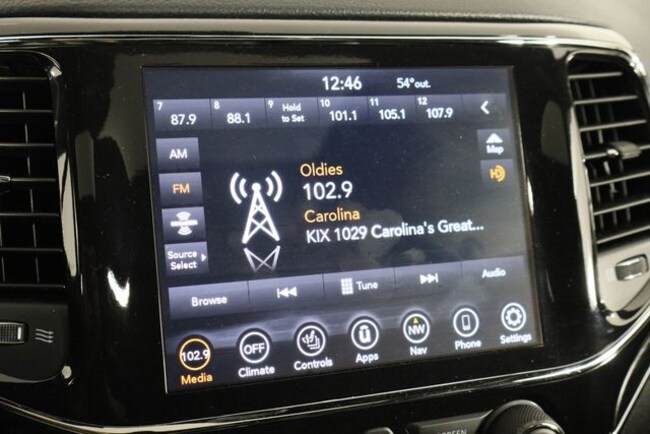 12:46 54° out.
7 8 9 10 11 12
87.9 88.1 Hold to Set 101.1 105.1 107.9
AM
Map
FM
HD
Oldies
102.9
Carolina
KIX 1029 Carolina's Great...
Source
Select
Browse Tune Audio
102.9 OFF NW
Media Climate Controls Apps Nav Phone Settings
SCREEN